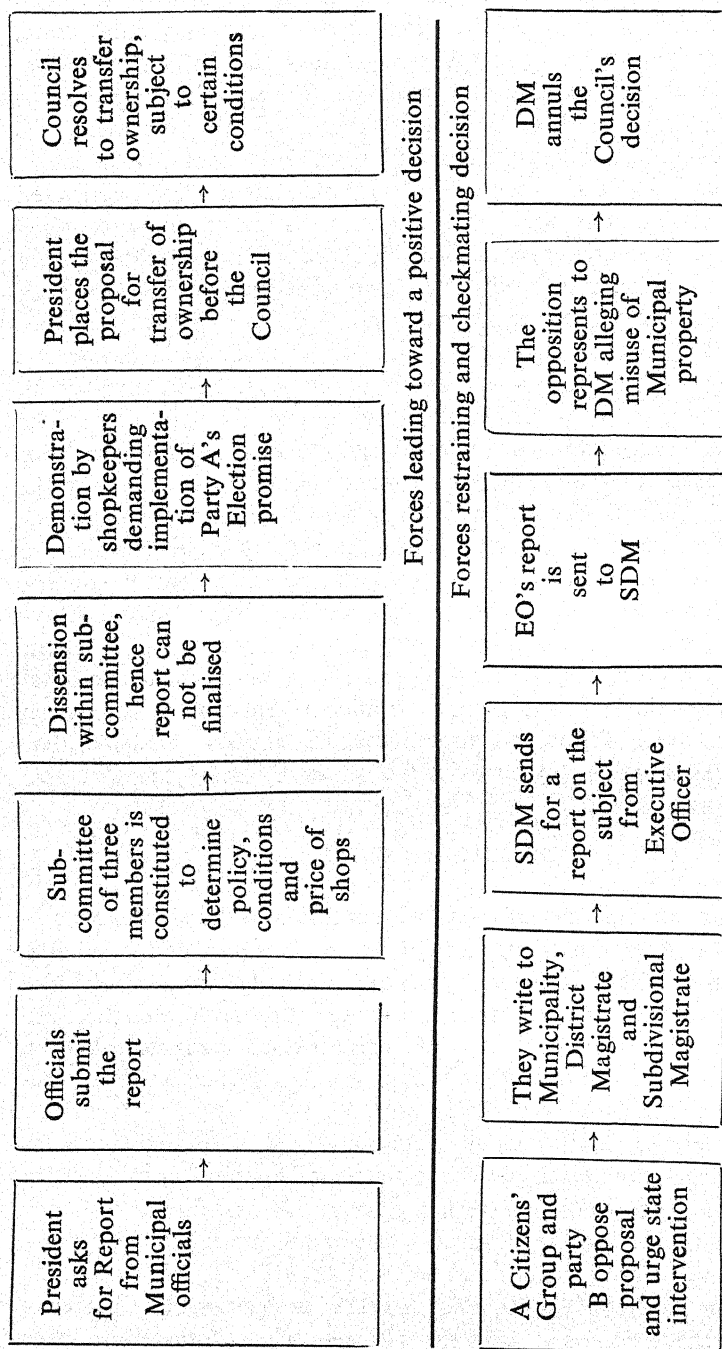 President
asks
for Report
from
Municipal
officials
→
Officials
submit
the
report
→
Sub-
committee
of three
members is
constituted
to
determine
policy,
conditions
and
price of
shops
→
Dissension
within sub-
committee,
hence
report can
not be
finalised
→
Demonstra-
tion by
shopkeepers
demanding
implementa-
tion of
Party A's
Election
promise
→
President
places the
proposal
for
transfer of
ownership
before
the
Council
→
Council
resolves
to transfer
ownership,
subject
to
certain
conditions
Forces leading toward a positive decision
Forces restraining and checkmating decision
A Citizens'
Group and
party
B oppose
proposal
and urge state
intervention
→
They write to
Municipality,
District
Magistrate
and
Subdivisional
Magistrate
→
SDM sends
for a
report on the
subject
from
Executive
Officer
→
EO's report
is
sent
to
SDM
→
The
opposition
represents to
DM alleging
misuse of
Municipal
property
→
DM
annuls
the
Council's
decision